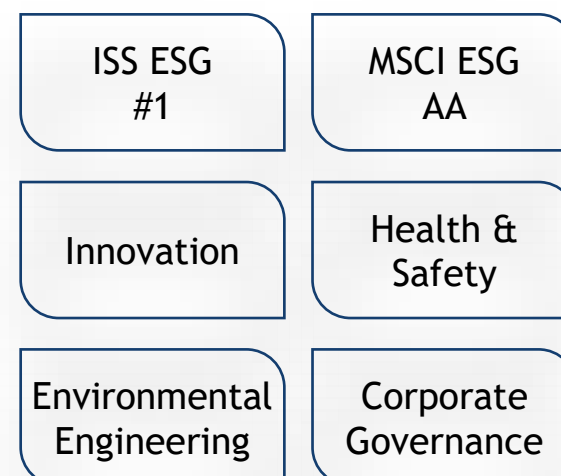 ISS ESG
#1
MSCI ESG
AA
Innovation
Health &
Safety
Environmental
Engineering
Corporate
Governance